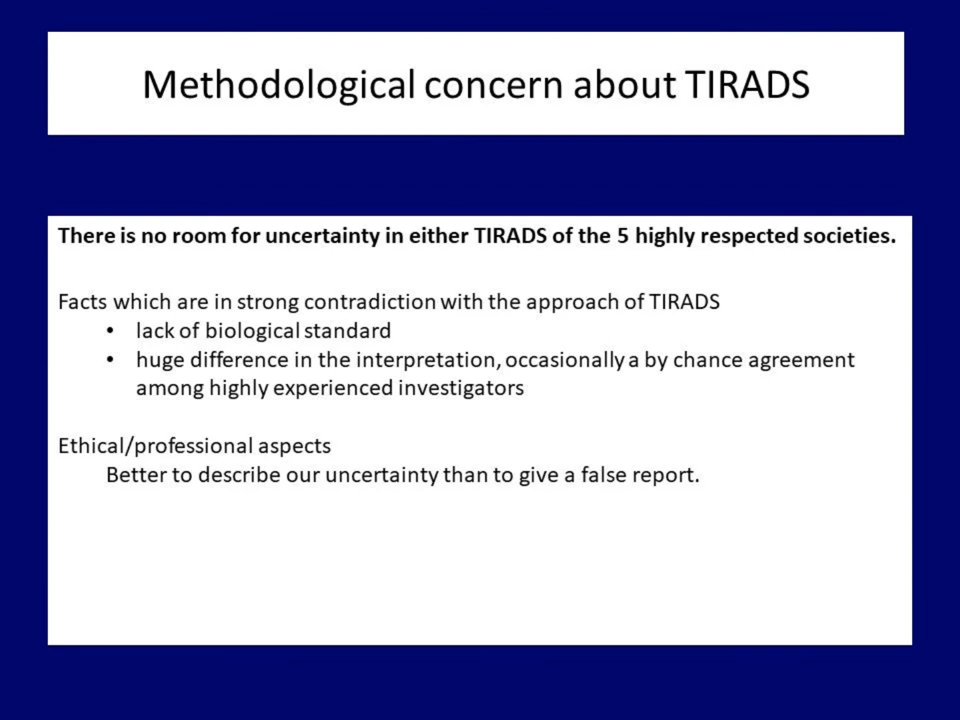 Methodological concern about TIRADS
There is no room for uncertainty in either TIRADS of the 5 highly respected societies.
Facts which are in strong contradiction with the approach of TIRADS
• lack of biological standard
• huge difference in the interpretation, occasionally a by chance agreement
among highly experienced investigators
Ethical/professional aspects
Better to describe our uncertainty than to give a false report.